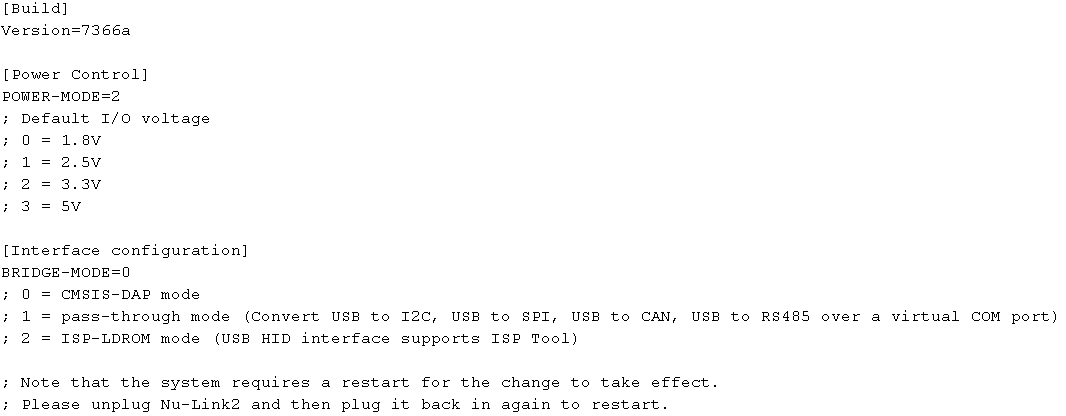 [Build]
Version=7366a
[Power Control]
POWER-MODE=2
; Default I/O voltage
; 0 = 1.8V
; 1 = 2.5V
; 2 = 3.3V
; 3 = 5V
[Interface configuration]
BRIDGE-MODE=0
; 0 = CMSIS-DAP mode
; 1 = pass-through mode (Convert USB to I2C, USB to SPI, USB to CAN, USB to RS485 over a virtual COM port)
; 2 = ISP-LDROM mode (USB HID interface supports ISP Tool)
; Note that the system requires a restart for the change to take effect.
; Please unplug Nu-Link2 and then plug it back in again to restart.